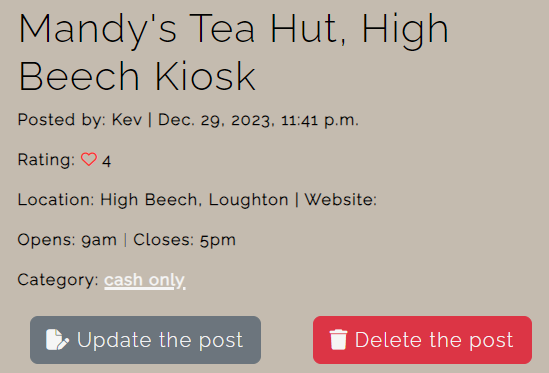 Mandy's Tea Hut, High
Beech Kiosk
Posted by: Kev | Dec. 29, 2023, 11:41 p.m.
Rating: 4
Location: High Beech, Loughton | Website:
Opens: 9am | Closes: 5pm
Category: cash only
Update the post Delete the post